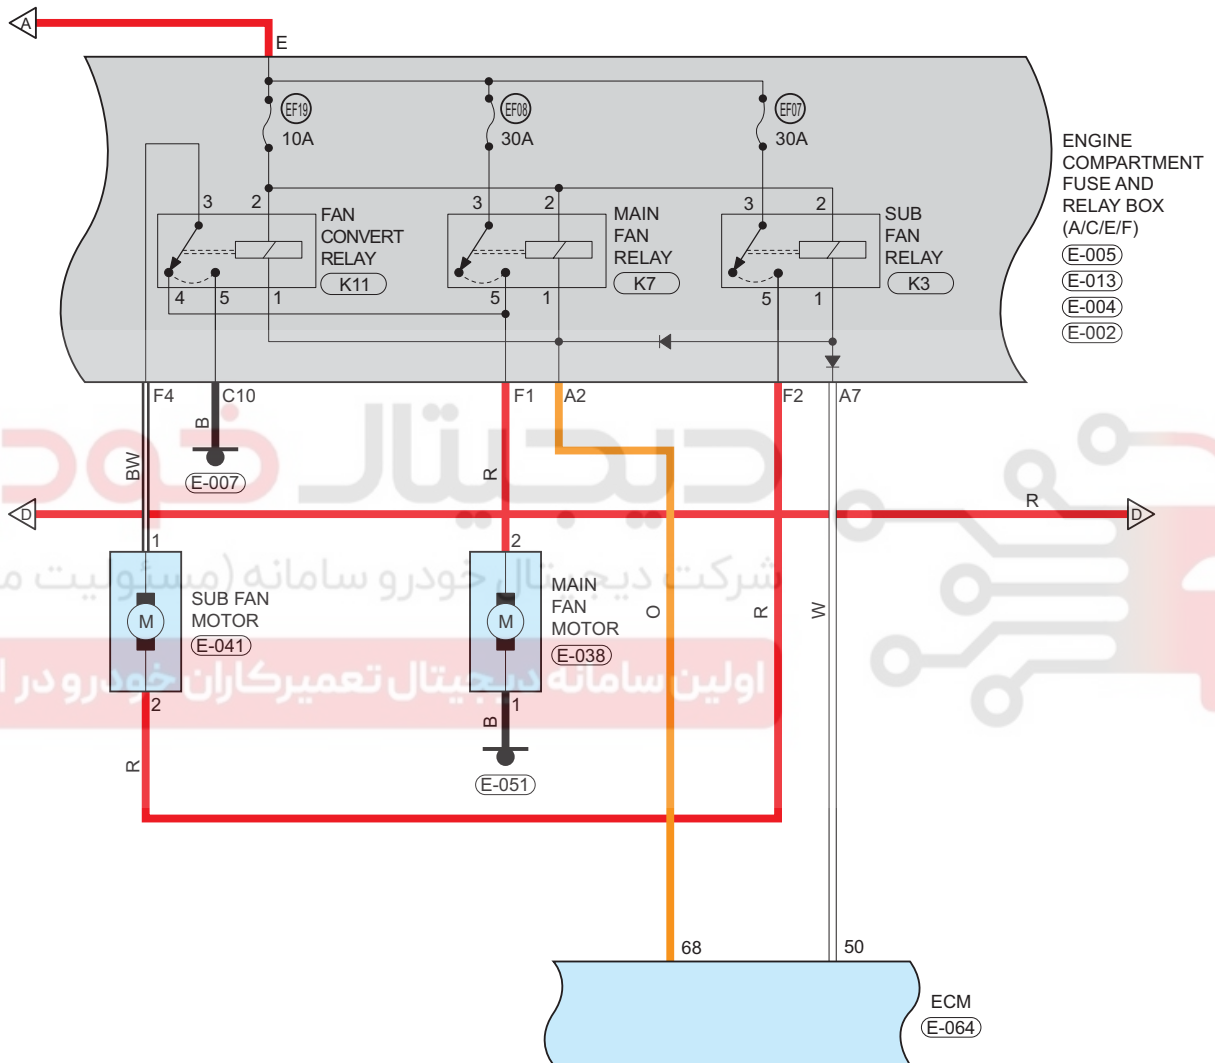 A
E
EF19
10A
EF08
30A
EF07
30A
ENGINE
COMPARTMENT
FUSE AND
RELAY BOX
(A/C/E/F)
E-005
E-013
E-004
E-002
3
2
FAN
CONVERT
RELAY
K11
4
5
1
3
2
MAIN
FAN
RELAY
K7
5
1
3
2
SUB
FAN
RELAY
K3
5
1
F4
C10
F1
A2
F2
A7
B
E-007
BW
R
دیجیتال خود
D
R
D
1
2
شرکت دیجیتال خودرو سامانه (مسئولیت م
M
SUB FAN
MOTOR
E-041
M
MAIN
FAN
MOTOR
E-038
O
R
W
اولین سامانه دیجیتال تعمیرکاران خودرو در ا
2
1
R
B
E-051
68
50
ECM
E-064